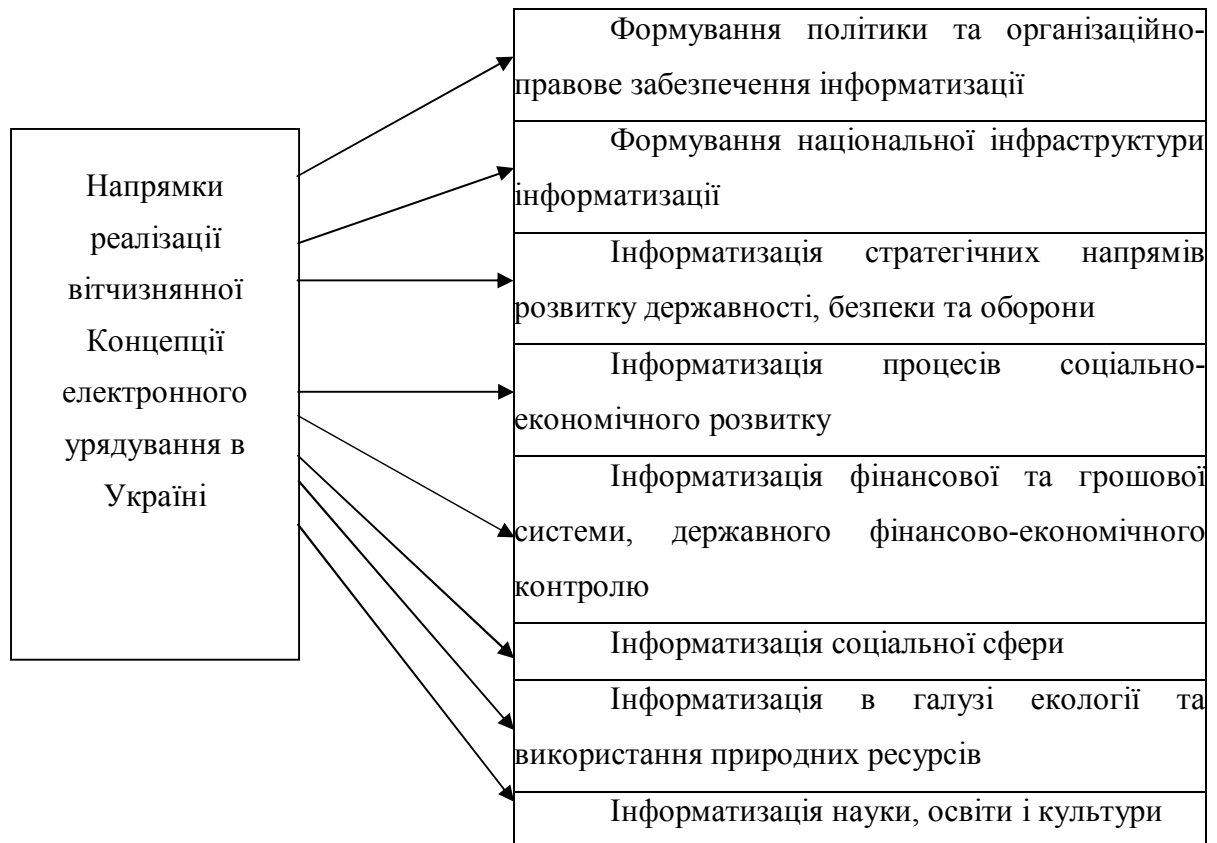 Напрямки
реалізації
вітчизнянної
Концепції
електронного
урядування в
Україні
Формування політики та організаційно-
правове забезпечення інформатизації
Формування національної інфраструктури
інформатизації
Інформатизація стратегічних напрямів
розвитку державності, безпеки та оборони
Інформатизація процесів соціально-
економічного розвитку
Інформатизація фінансової та грошової
системи, державного фінансово-економічного
контролю
Інформатизація соціальної сфери
Інформатизація в галузі екології та
використання природних ресурсів
Інформатизація науки, освіти і культури